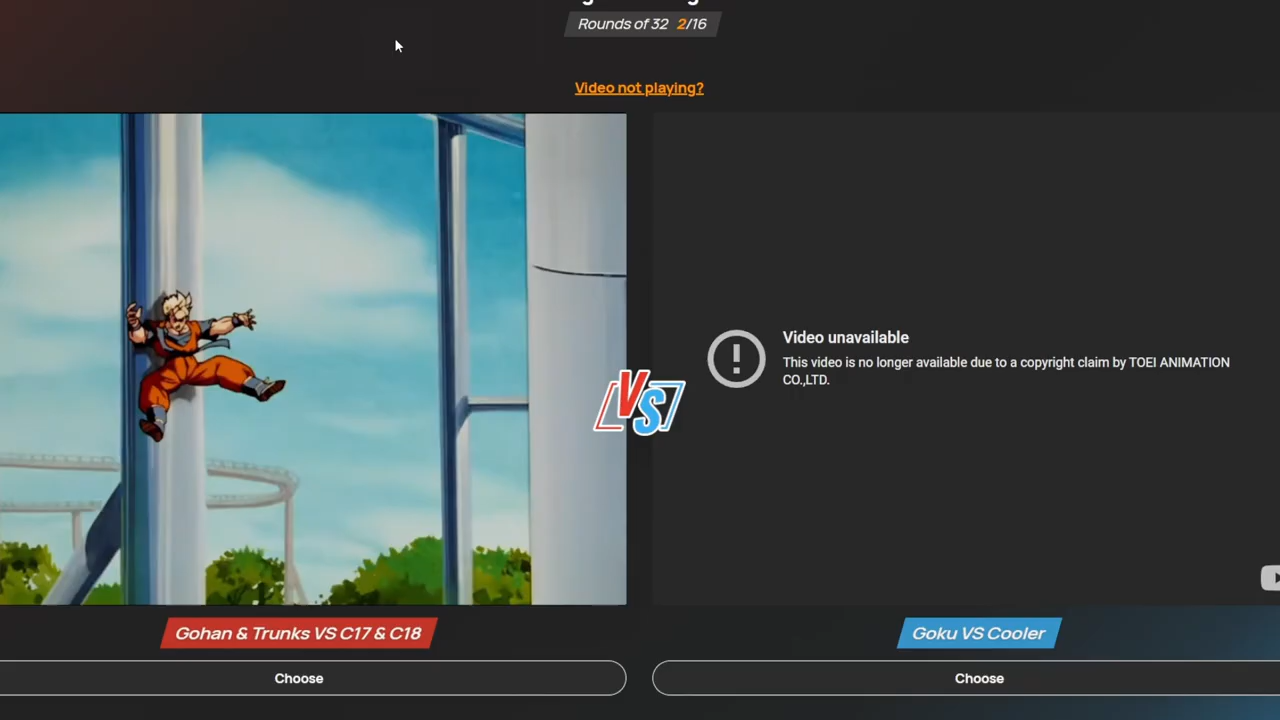 Rounds of 32 2/16
Video not playing?
Video unavailable
This video is no longer available due to a copyright claim by TOEI ANIMATION
CO.,LTD.
VS
Gohan & Trunks VS C17 & C18
Goku VS Cooler
Choose
Choose